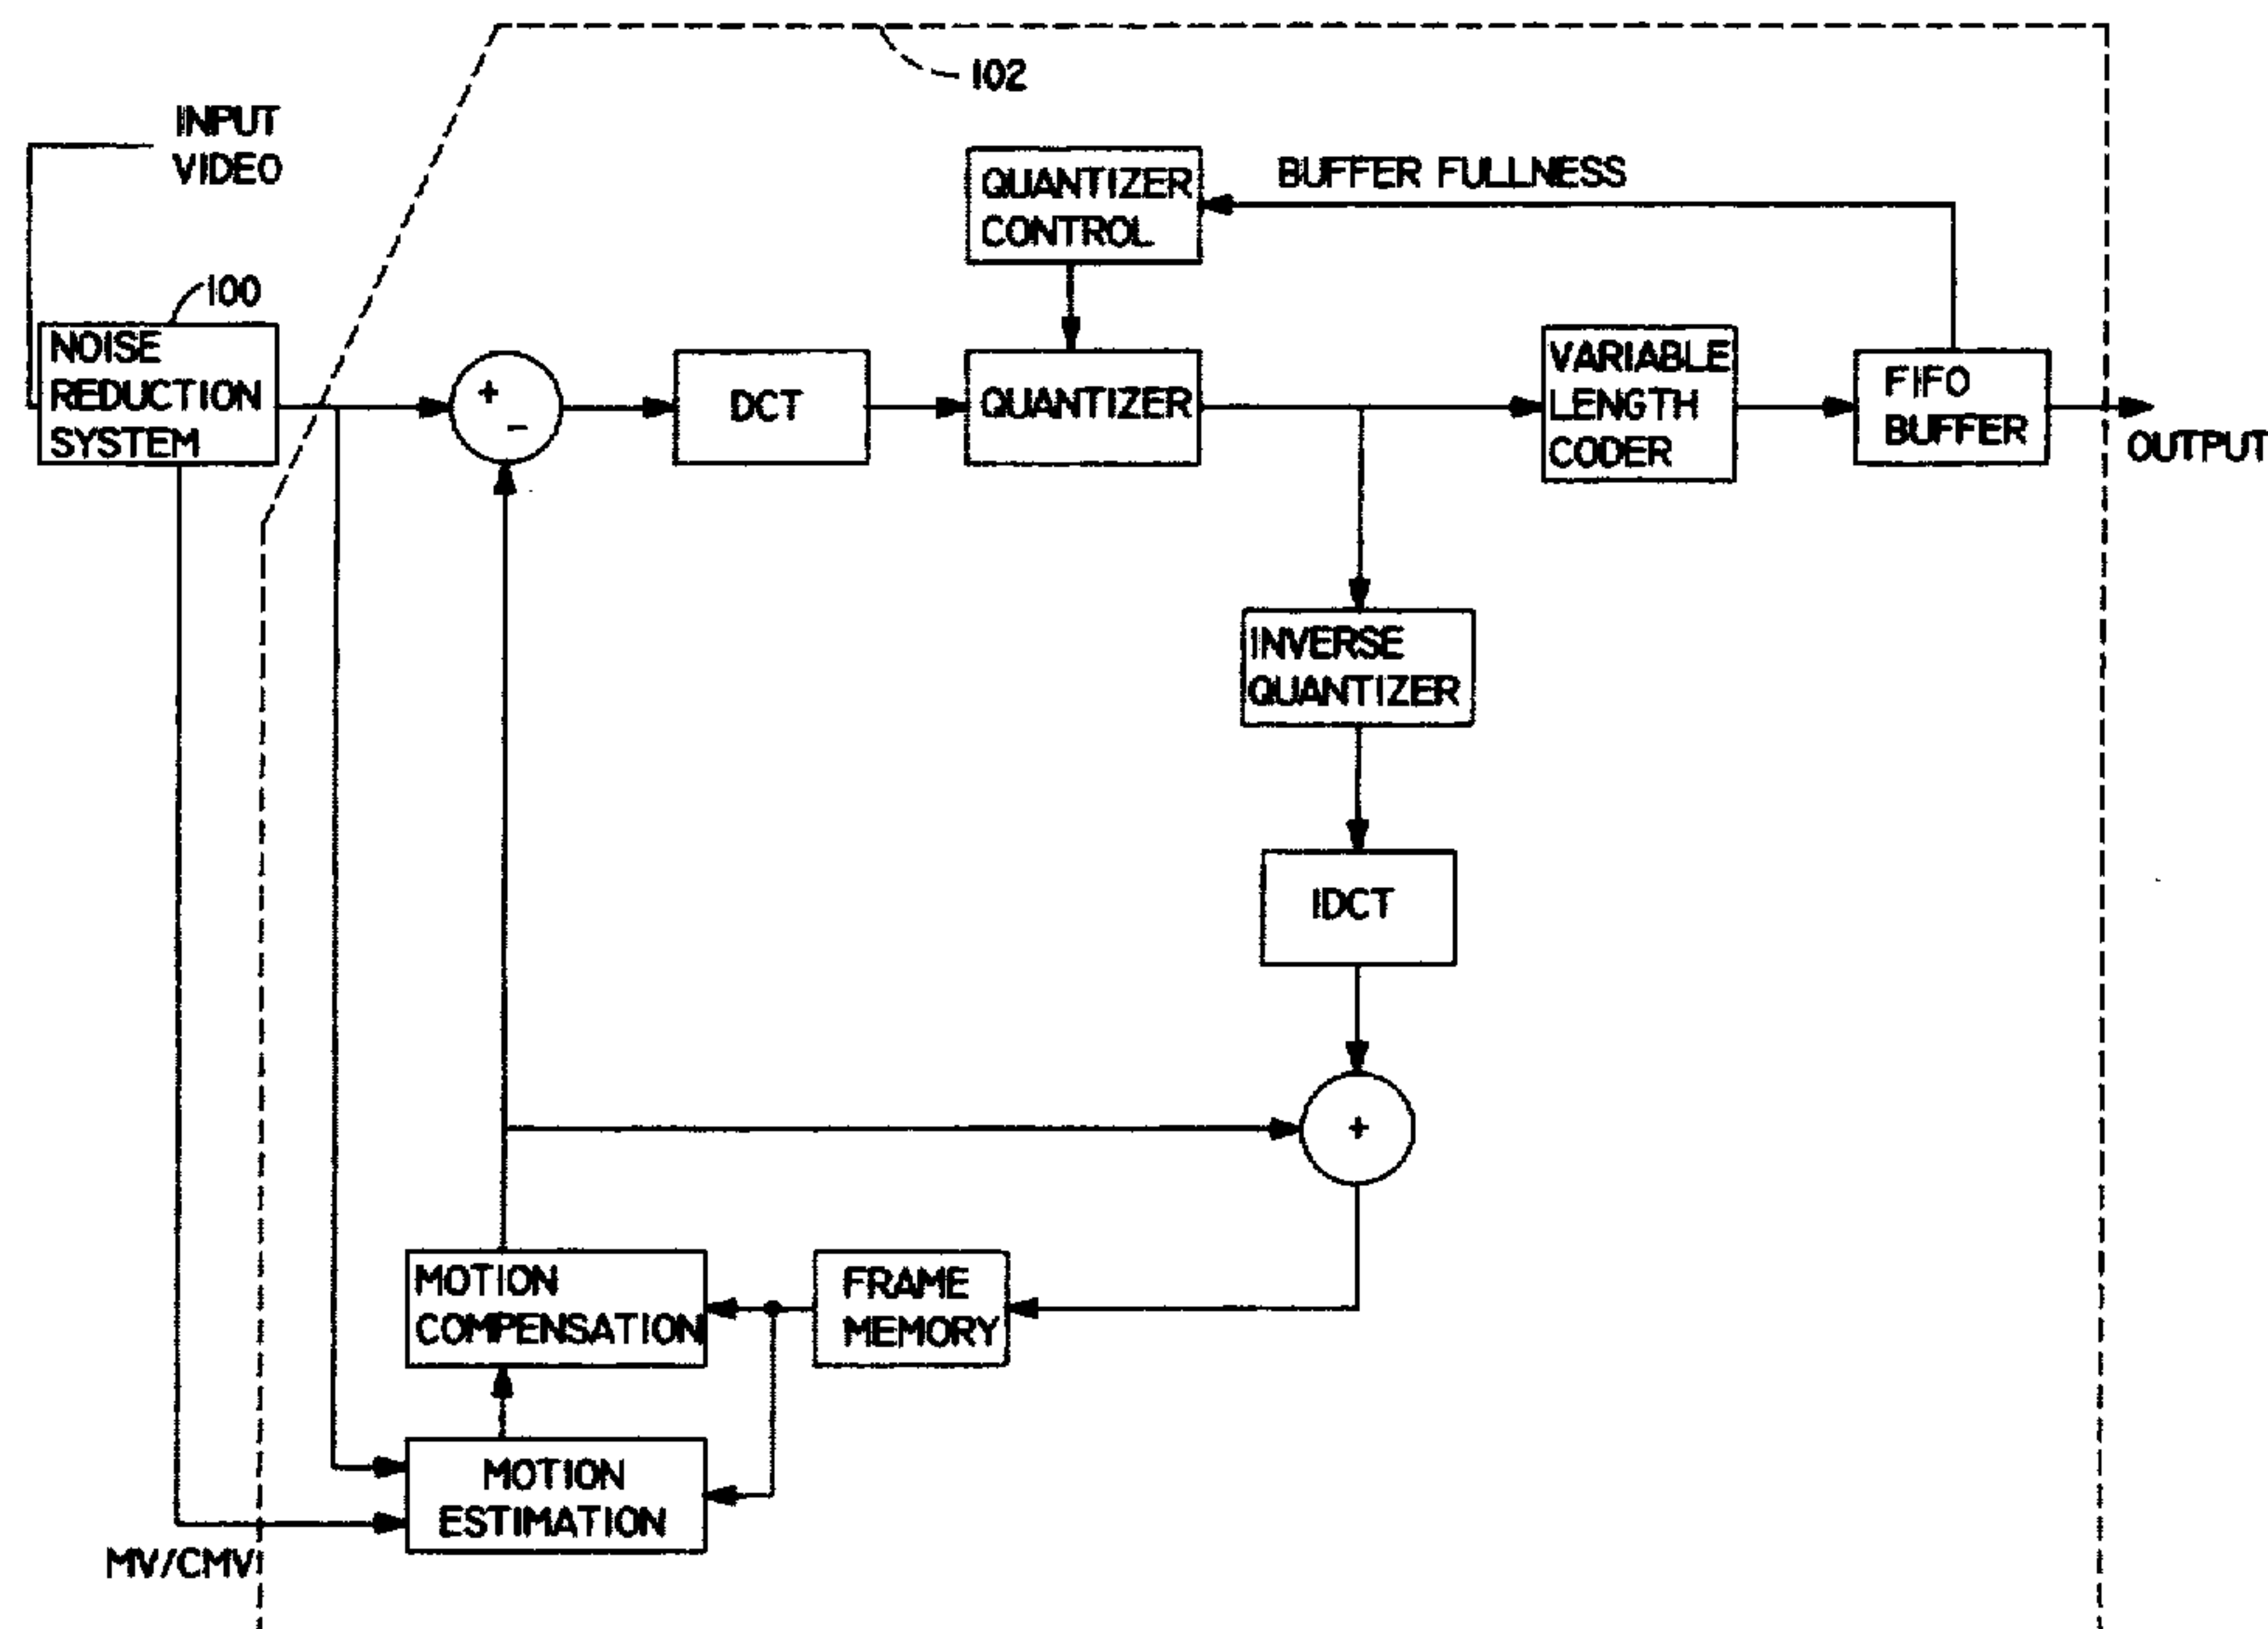 102
INPUT
VIDEO
QUANTIZER
CONTROL
BUFFER FULLNESS
100
NOISE
REDUCTION
SYSTEM
+
-
DCT
QUANTIZER
VARIABLE
LENGTH
CODER
FIFO
BUFFER
OUTPUT
INVERSE
QUANTIZER
IDCT
+
MOTION
COMPENSATION
FRAME
MEMORY
MOTION
ESTIMATION
MV/CMV